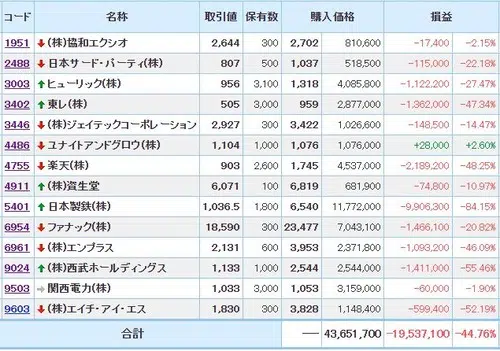 コード 名称 取引値 保有数 購入価格 損益
1951 ↓ (株)協和エクシオ 2,644 300 2,702 810,600 -17,400 -2.15%
2488 ↓ 日本サード・パーティ(株) 807 500 1,037 518,500 -115,000 -22.18%
3003 ↑ ヒューリック(株) 956 3,100 1,318 4,085,800 -1,122,200 -27.47%
3402 ↑ 東レ(株) 505 3,000 959 2,877,000 -1,362,000 -47.34%
3446 ↓ (株)ジェイテックコーポレーション 2,927 300 3,422 1,026,600 -148,500 -14.47%
4486 ↓ ユナイトアンドグロウ(株) 1,104 1,000 1,076 1,076,000 +28,000 +2.60%
4755 ↓ 楽天(株) 903 2,600 1,745 4,537,000 -2,189,200 -48.25%
4911 ↑ (株)資生堂 6,071 100 6,819 681,900 -74,800 -10.97%
5401 ↑ 日本製鉄(株) 1,036.5 1,800 6,540 11,772,000 -9,906,300 -84.15%
6954 ↓ ファナック(株) 18,590 300 23,477 7,043,100 -1,466,100 -20.82%
6961 ↓ (株)エンプラス 2,131 600 3,953 2,371,800 -1,093,200 -46.09%
9024 ↑ (株)西武ホールディングス 1,133 1,000 2,544 2,544,000 -1,411,000 -55.46%
9503 → 関西電力(株) 1,033 3,000 1,053 3,159,000 -60,000 -1.90%
9603 ↓ (株)エイチ・アイ・エス 1,830 300 3,828 1,148,400 -599,400 -52.19%
合計 ― 43,651,700 -19,537,100 -44.76%